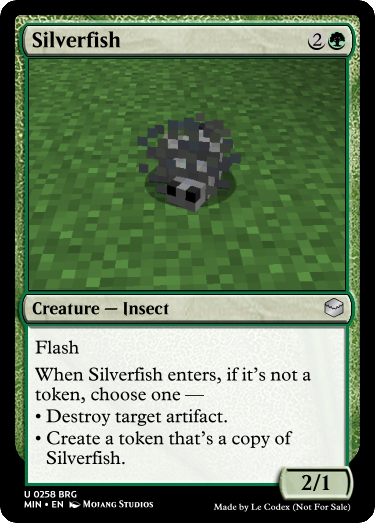 Silverfish 2
Creature — Insect
Flash
When Silverfish enters, if it's not a
token, choose one —
• Destroy target artifact.
• Create a token that's a copy of
Silverfish.
2/1
U 0258 BRG
MIN • EN Mojang Studios
Made by Le Codex (Not For Sale)